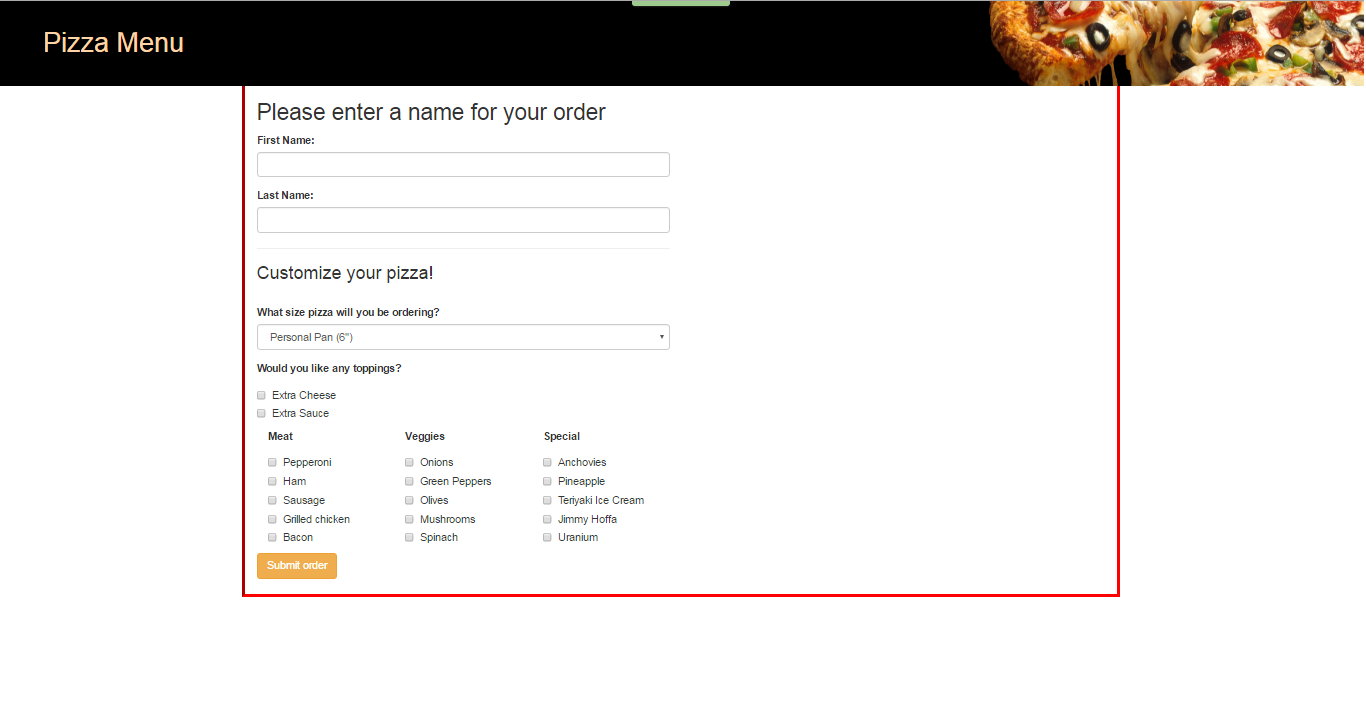 Pizza Menu
Please enter a name for your order
First Name:
Last Name:
Customize your pizza!
What size pizza will you be ordering?
Personal Pan (6")
Would you like any toppings?
Extra Cheese
Extra Sauce
Meat Veggies Special
Pepperoni Onions Anchovies
Ham Green Peppers Pineapple
Sausage Olives Teriyaki Ice Cream
Grilled chicken Mushrooms Jimmy Hoffa
Bacon Spinach Uranium
Submit order